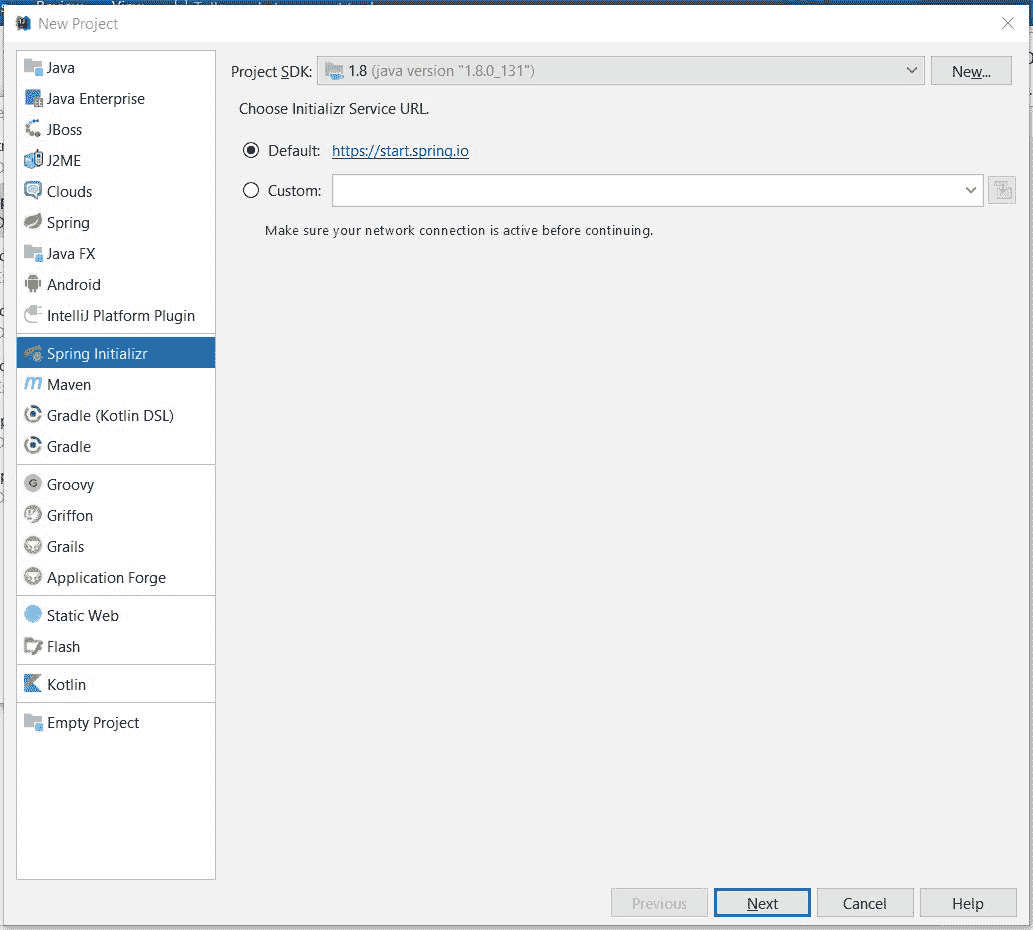 New Project
Java
Java Enterprise
JBoss
J2ME
Clouds
Spring
Java FX
Android
IntelliJ Platform Plugin
Spring Initializr
Maven
Gradle (Kotlin DSL)
Gradle
Groovy
Griffon
Grails
Application Forge
Static Web
Flash
Kotlin
Empty Project
Project SDK: 1.8 (java version "1.8.0_131") New...
Choose Initializr Service URL.
Default: https://start.spring.io
Custom:
Make sure your network connection is active before continuing.
Previous Next Cancel Help